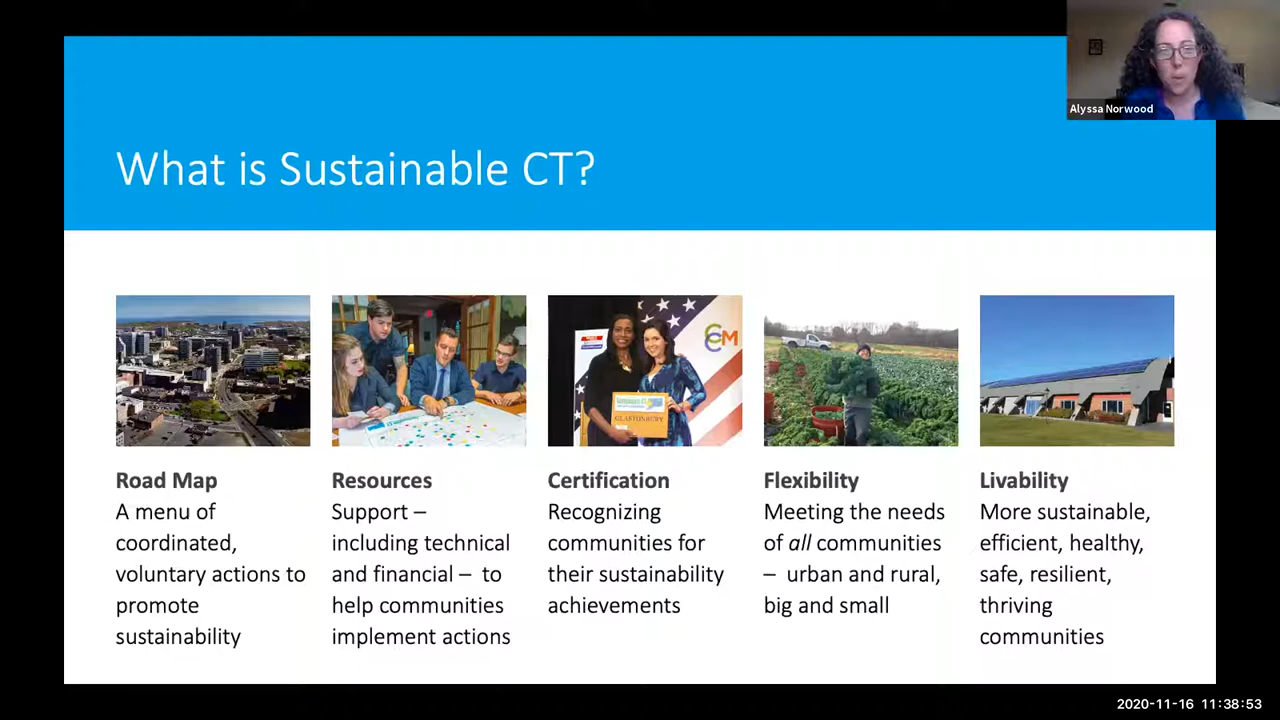 Alyssa Norwood
What is Sustainable CT?
CCM
GLASTONBURY
Road Map
A menu of
coordinated,
voluntary actions to
promote
sustainability
Resources
Support –
including technical
and financial – to
help communities
implement actions
Certification
Recognizing
communities for
their sustainability
achievements
Flexibility
Meeting the needs
of all communities
– urban and rural,
big and small
Livability
More sustainable,
efficient, healthy,
safe, resilient,
thriving
communities
2020-11-16 11:38:53